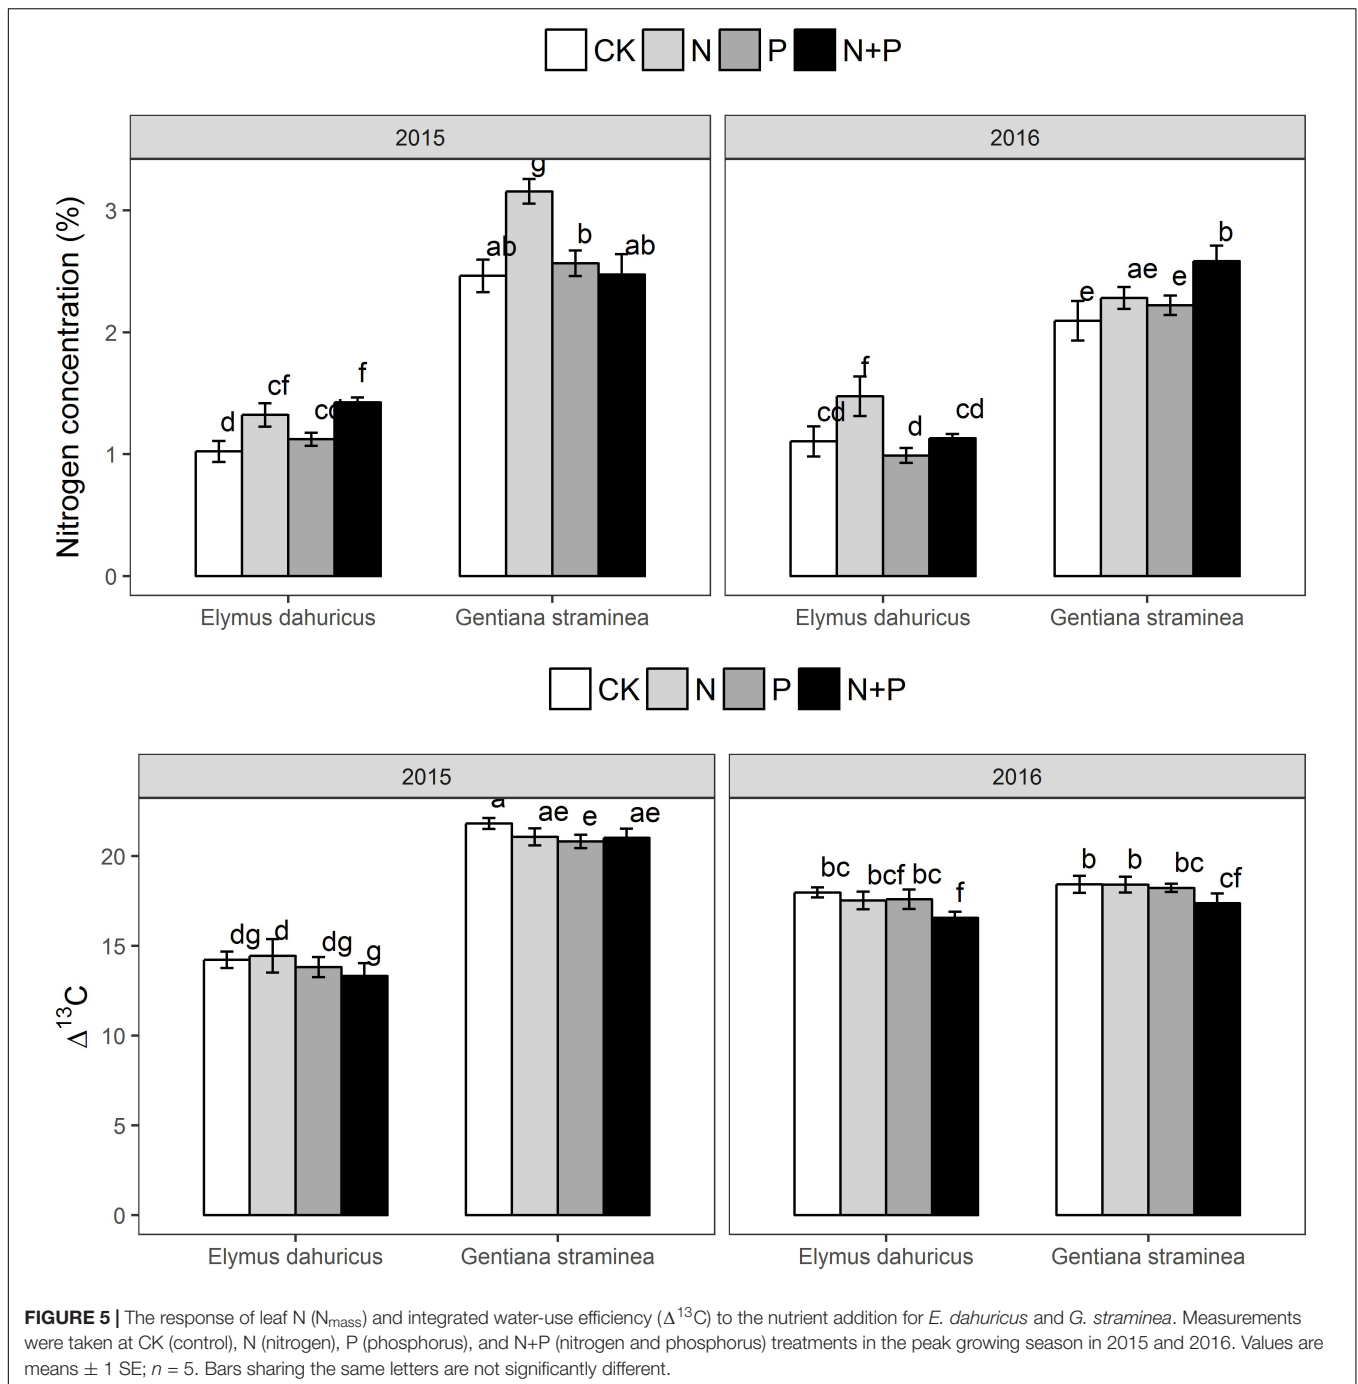 CK N P N+P
2015 2016
Nitrogen concentration (%)
3
2
1
0
d cf cd f ab g b ab
cd f d cd e ae e b
Elymus dahuricus Gentiana straminea Elymus dahuricus Gentiana straminea
CK N P N+P
2015 2016
Δ13C
20
15
10
5
0
dg d dg g a ae e ae
bc bcf bc f b b bc cf
Elymus dahuricus Gentiana straminea Elymus dahuricus Gentiana straminea
FIGURE 5 | The response of leaf N (Nmass) and integrated water-use efficiency (Δ13C) to the nutrient addition for E. dahuricus and G. straminea. Measurements
were taken at CK (control), N (nitrogen), P (phosphorus), and N+P (nitrogen and phosphorus) treatments in the peak growing season in 2015 and 2016. Values are
means ± 1 SE; n = 5. Bars sharing the same letters are not significantly different.